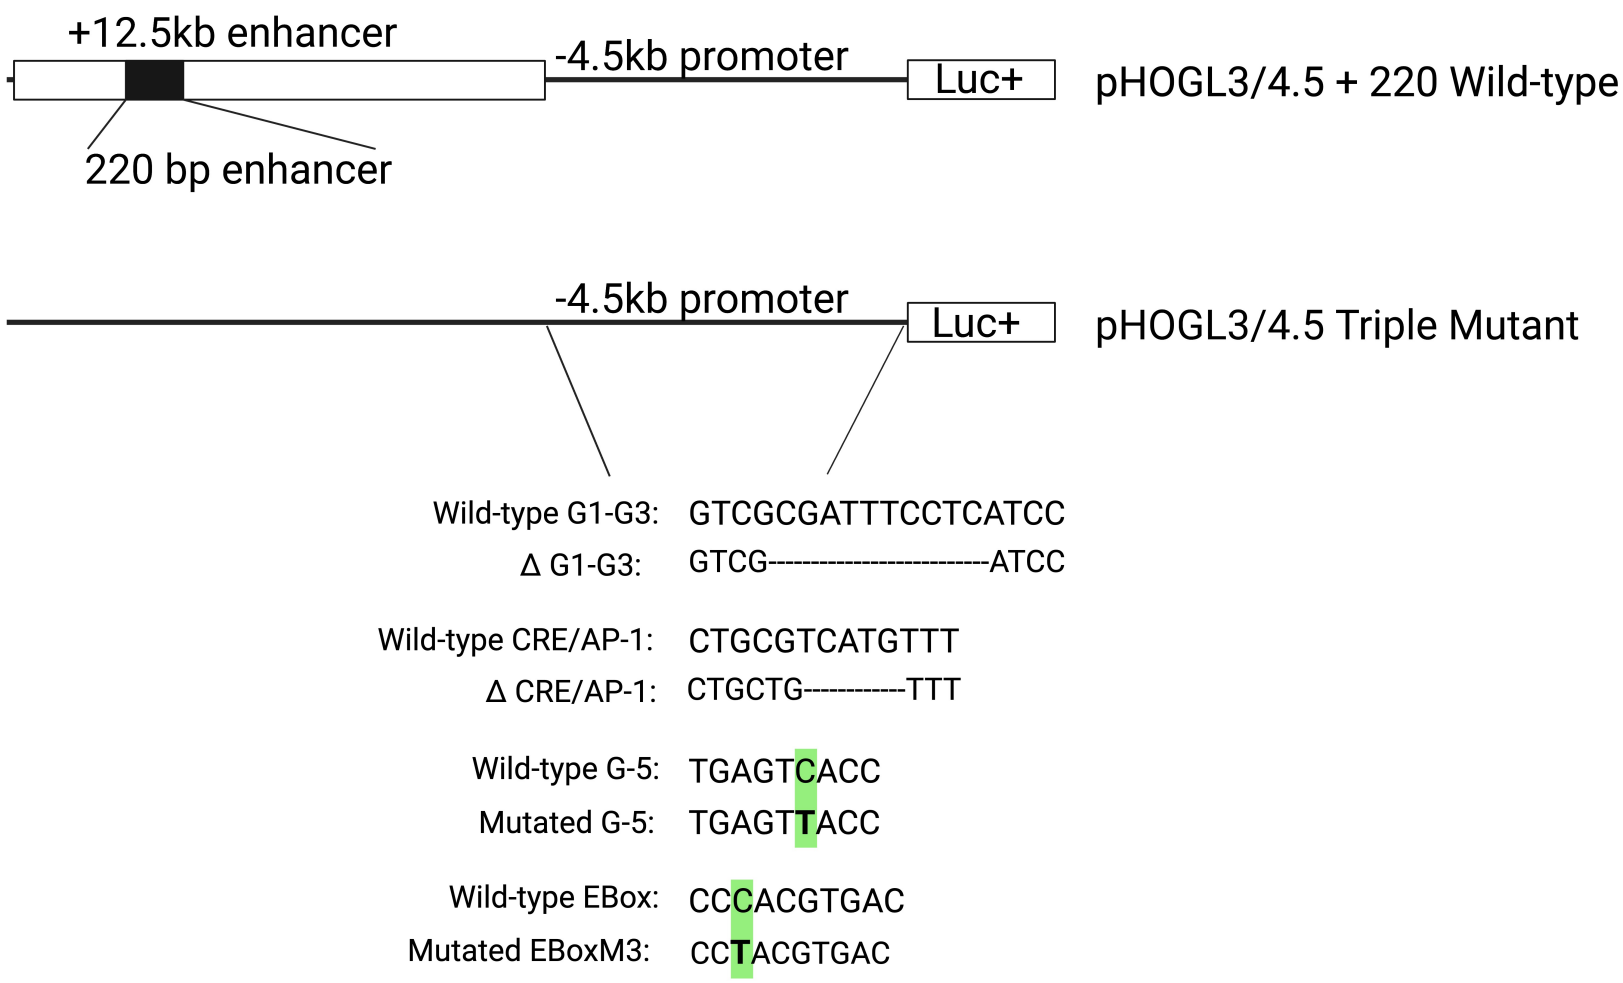 +12.5kb enhancer
-4.5kb promoter
Luc+
pHOGL3/4.5 + 220 Wild-type
220 bp enhancer
-4.5kb promoter
Luc+
pHOGL3/4.5 Triple Mutant
Wild-type G1-G3: GTCGCGATTTCCTCATCC
Δ G1-G3: GTCG--------------------------ATCC
Wild-type CRE/AP-1: CTGCGTCATGTTT
Δ CRE/AP-1: CTGCTG------------TTT
Wild-type G-5: TGAGTCACC
Mutated G-5: TGAGTTACC
Wild-type EBox: CCCACGTGAC
Mutated EBoxM3: CCTACGTGAC